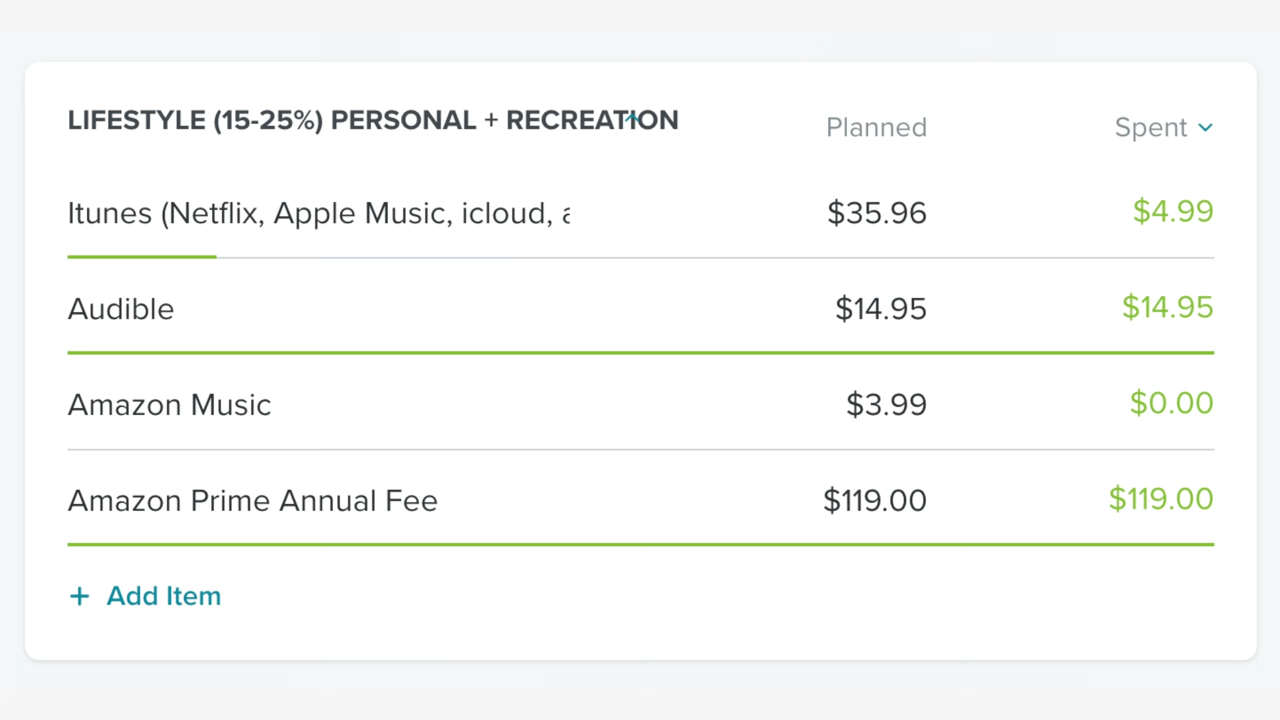 LIFESTYLE (15-25%) PERSONAL + RECREATION
Planned Spent
Itunes (Netflix, Apple Music, icloud, $35.96 $4.99
Audible $14.95 $14.95
Amazon Music $3.99 $0.00
Amazon Prime Annual Fee $119.00 $119.00
+ Add Item